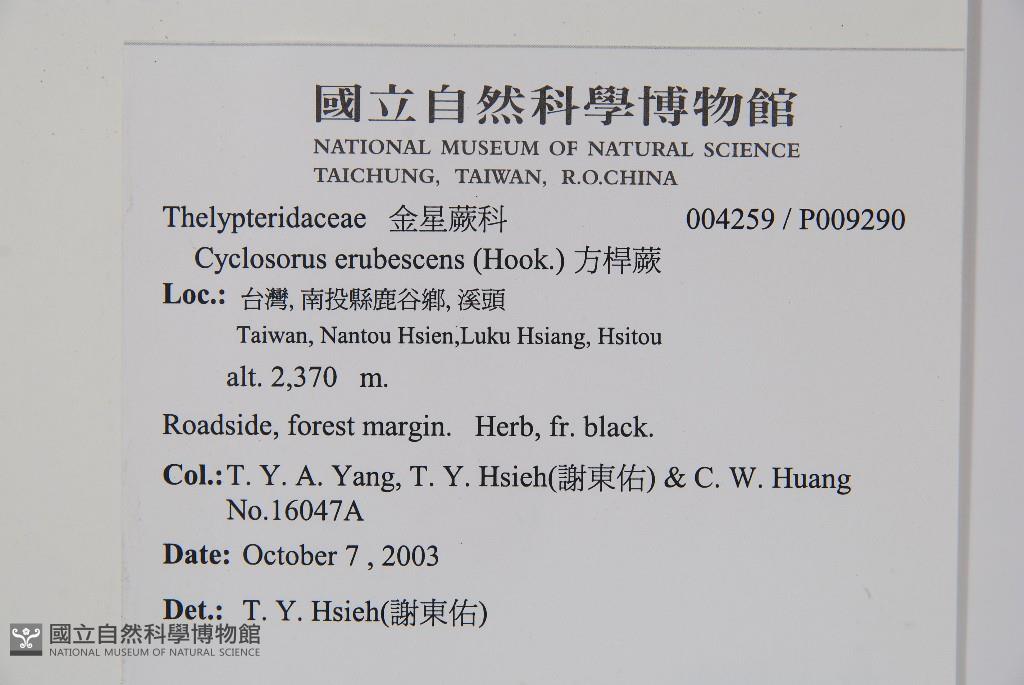 國立自然科學博物館
NATIONAL MUSEUM OF NATURAL SCIENCE
TAICHUNG, TAIWAN, R.O.CHINA
Thelypteridaceae 金星蕨科 004259 / P009290
Cyclosorus erubescens (Hook.) 方桿蕨
Loc.: 台灣, 南投縣鹿谷鄉, 溪頭
Taiwan, Nantou Hsien,Luku Hsiang, Hsitou
alt. 2,370 m.
Roadside, forest margin. Herb, fr. black.
Col.: T. Y. A. Yang, T. Y. Hsieh(謝東佑) & C. W. Huang
No.16047A
Date: October 7 , 2003
Det.: T. Y. Hsieh(謝東佑)
國立自然科學博物館
NATIONAL MUSEUM OF NATURAL SCIENCE